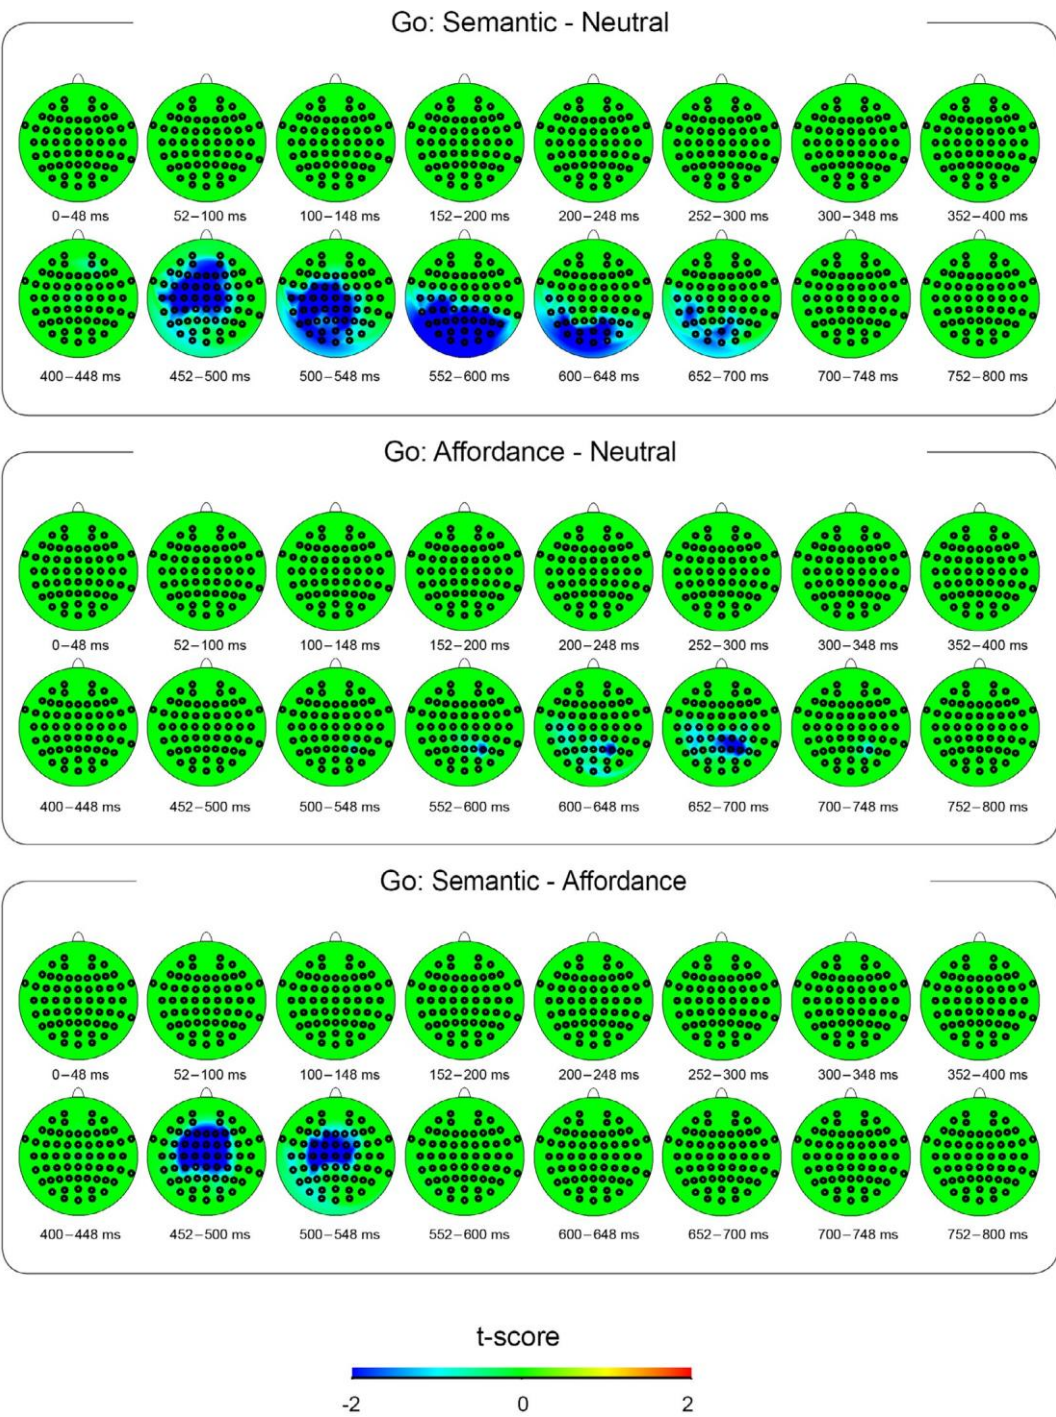 Go: Semantic - Neutral
0–48 ms 52–100 ms 100–148 ms 152–200 ms 200–248 ms 252–300 ms 300–348 ms 352–400 ms
400–448 ms 452–500 ms 500–548 ms 552–600 ms 600–648 ms 652–700 ms 700–748 ms 752–800 ms
Go: Affordance - Neutral
0–48 ms 52–100 ms 100–148 ms 152–200 ms 200–248 ms 252–300 ms 300–348 ms 352–400 ms
400–448 ms 452–500 ms 500–548 ms 552–600 ms 600–648 ms 652–700 ms 700–748 ms 752–800 ms
Go: Semantic - Affordance
0–48 ms 52–100 ms 100–148 ms 152–200 ms 200–248 ms 252–300 ms 300–348 ms 352–400 ms
400–448 ms 452–500 ms 500–548 ms 552–600 ms 600–648 ms 652–700 ms 700–748 ms 752–800 ms
t-score
-2 0 2